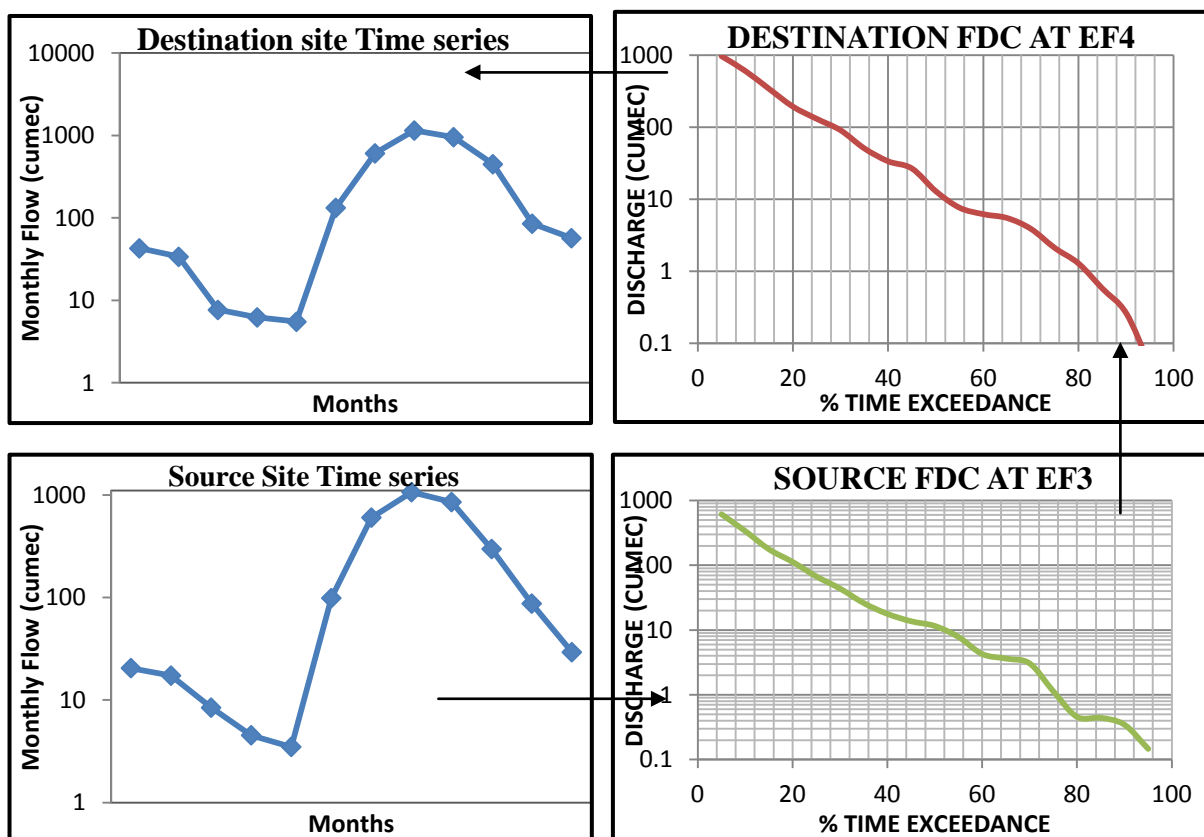 Destination site Time series
Monthly Flow (cumec)
10000
1000
100
10
1
Months
DESTINATION FDC AT EF4
DISCHARGE (CUMEC)
1000
100
10
1
0.1
0 20 40 60 80 100
% TIME EXCEEDANCE
Source Site Time series
Monthly Flow (cumec)
1000
100
10
1
Months
SOURCE FDC AT EF3
DISCHARGE (CUMEC)
1000
100
10
1
0.1
0 20 40 60 80 100
% TIME EXCEEDANCE